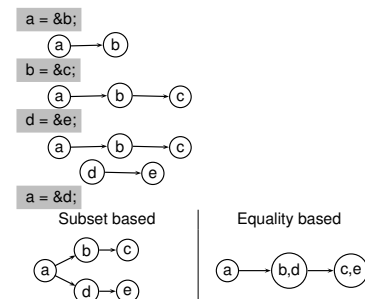 a = &b;
a b
b = &c;
a b c
d = &e;
a b c
d e
a = &d;
Subset based Equality based
b c
a
d e
a b,d c,e